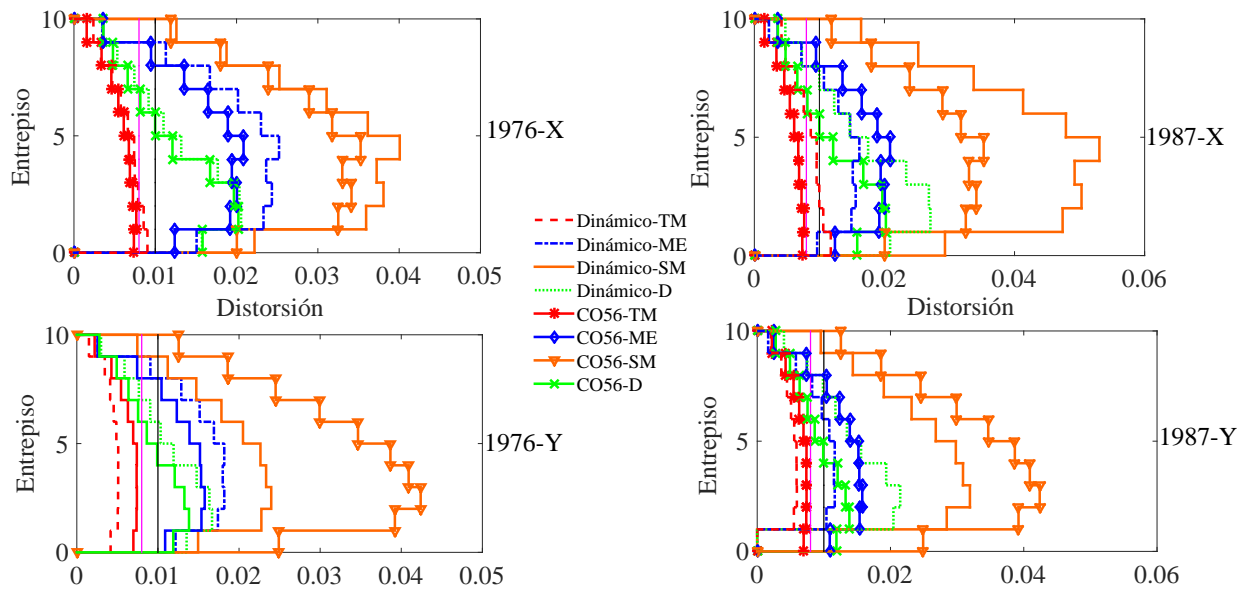 10
5
0
Entrepiso
0
0.01
0.02
0.03
0.04
0.05
Distorsión
1976-X
10
5
0
Entrepiso
0
0.02
0.04
0.06
Distorsión
1987-X
Dinámico-TM
Dinámico-ME
Dinámico-SM
Dinámico-D
CO56-TM
CO56-ME
CO56-SM
CO56-D
10
5
0
Entrepiso
0
0.01
0.02
0.03
0.04
0.05
1976-Y
10
5
0
Entrepiso
0
0.02
0.04
0.06
1987-Y